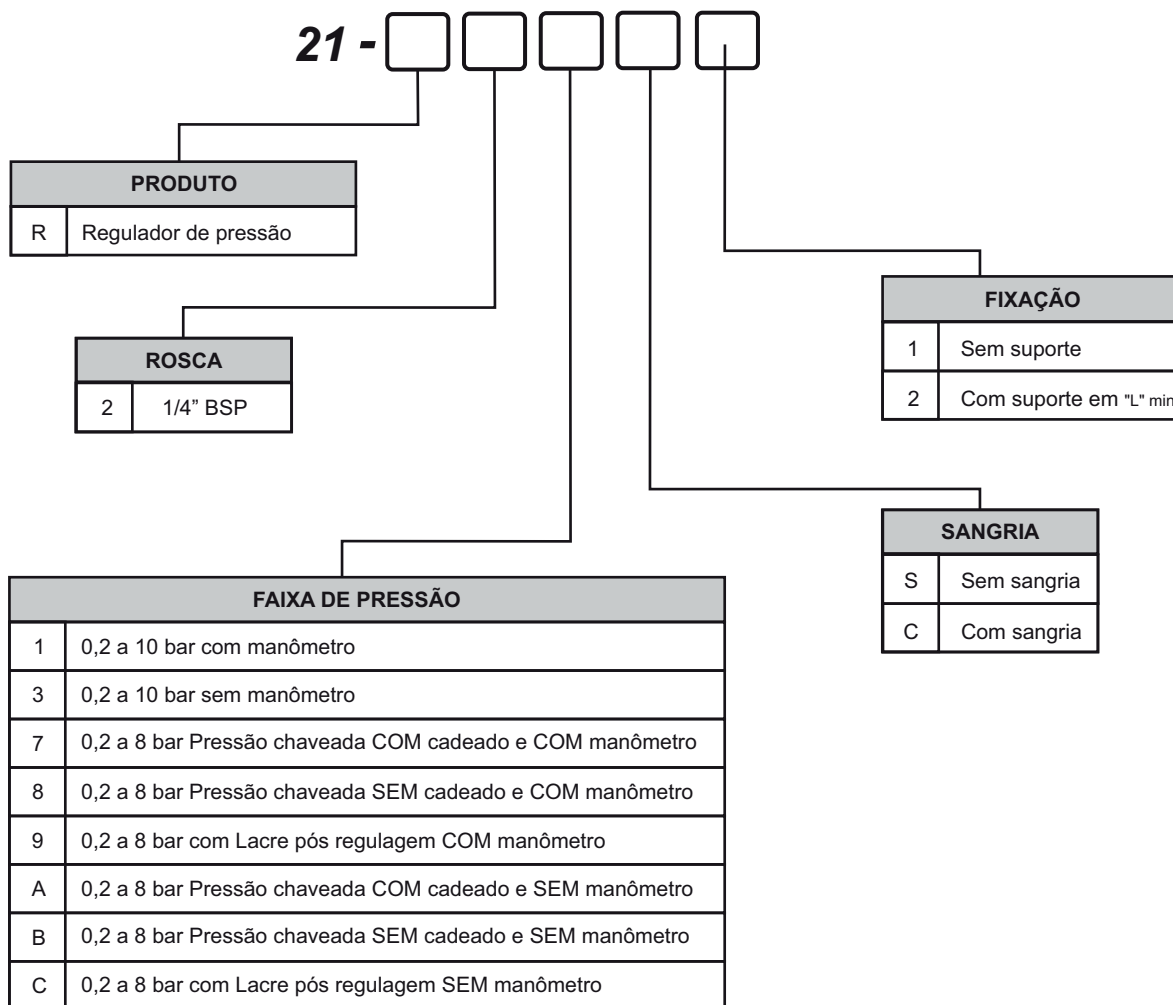 21 -
PRODUTO
R Regulador de pressão
ROSCA
2 1/4” BSP
FIXAÇÃO
1 Sem suporte
2 Com suporte em "L" min
SANGRIA
S Sem sangria
C Com sangria
FAIXA DE PRESSÃO
1 0,2 a 10 bar com manômetro
3 0,2 a 10 bar sem manômetro
7 0,2 a 8 bar Pressão chaveada COM cadeado e COM manômetro
8 0,2 a 8 bar Pressão chaveada SEM cadeado e COM manômetro
9 0,2 a 8 bar com Lacre pós regulagem COM manômetro
A 0,2 a 8 bar Pressão chaveada COM cadeado e SEM manômetro
B 0,2 a 8 bar Pressão chaveada SEM cadeado e SEM manômetro
C 0,2 a 8 bar com Lacre pós regulagem SEM manômetro